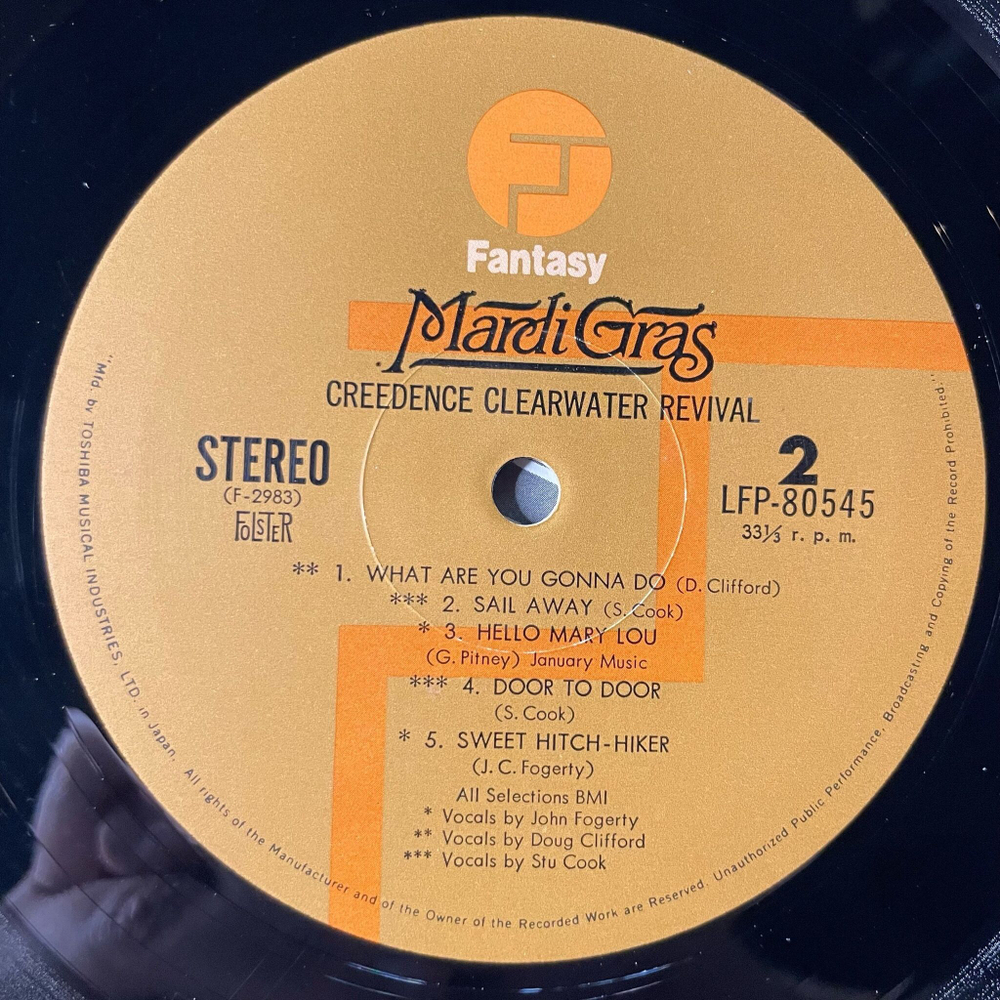 Fantasy
Mardi Gras
CREEDENCE CLEARWATER REVIVAL
STEREO
(F-2983)
FOLSTER
2
LFP-80545
33⅓ r. p. m.
** 1. WHAT ARE YOU GONNA DO (D. Clifford)
*** 2. SAIL AWAY (S. Cook)
* 3. HELLO MARY LOU
(G. Pitney) January Music
*** 4. DOOR TO DOOR
(S. Cook)
* 5. SWEET HITCH-HIKER
(J. C. Fogerty)
All Selections BMI
* Vocals by John Fogerty
** Vocals by Doug Clifford
*** Vocals by Stu Cook
"Mfd. by TOSHIBA MUSICAL INDUSTRIES, LTD. in Japan. All rights of the Manufacturer and of the Owner of the Recorded Work are Reserved. Unauthorized Public Performance, Broadcasting and Copying of the Record Prohibited."